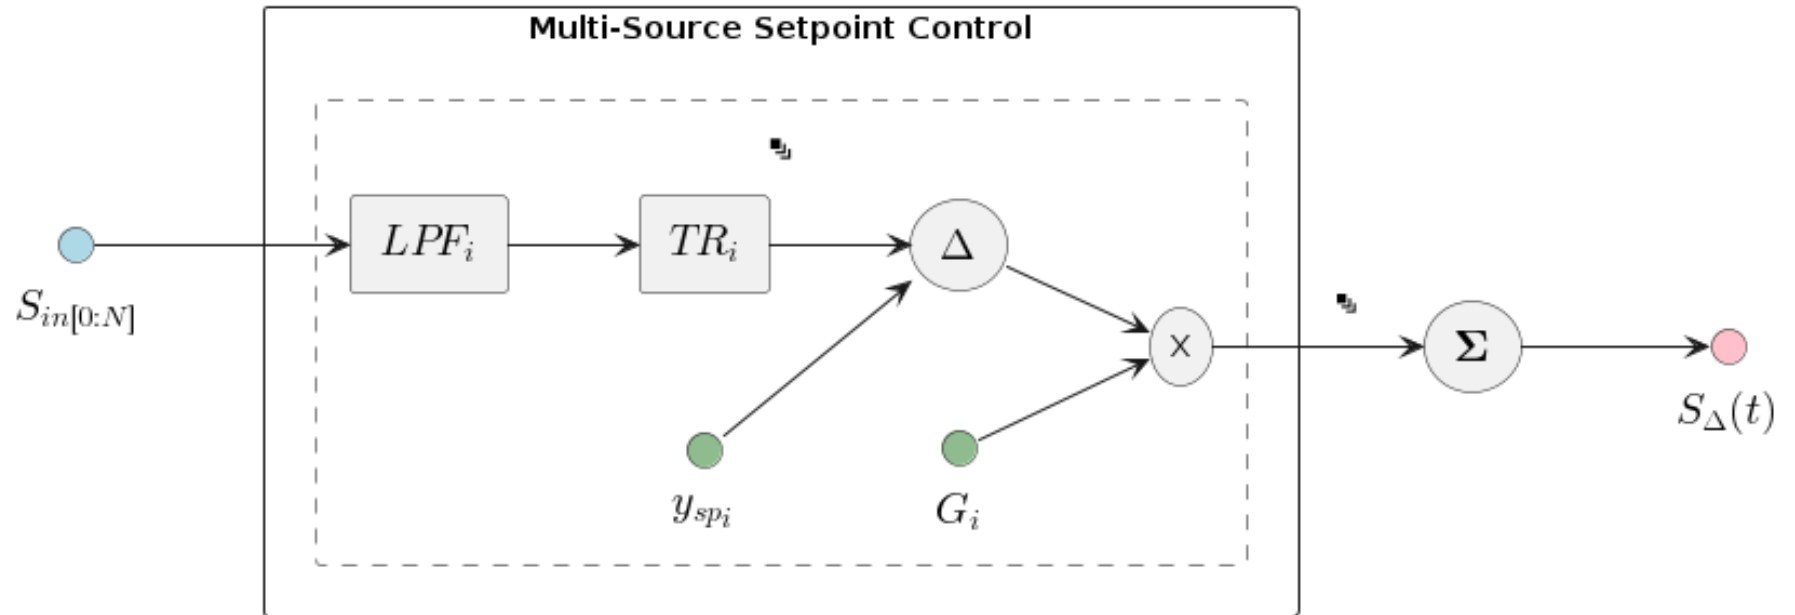 Multi-Source Setpoint Control
LPF_i
TR_i
Δ
S_{in[0:N]}
X
Σ
S_Δ(t)
y_{sp_i}
G_i